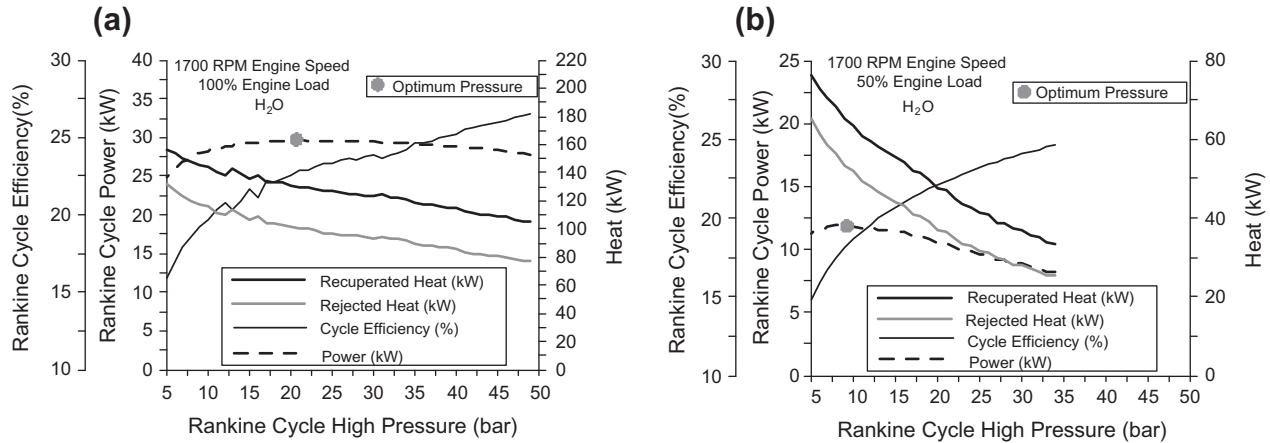 (a)
Rankine Cycle Efficiency(%)
30
25
20
15
10
Rankine Cycle Power (kW)
40
35
30
25
20
15
10
5
0
1700 RPM Engine Speed
100% Engine Load
H2O
Optimum Pressure
Recuperated Heat (kW)
Rejected Heat (kW)
Cycle Efficiency (%)
Power (kW)
220
200
180
160
140
120
100
80
60
40
20
0
Heat (kW)
5 10 15 20 25 30 35 40 45 50
Rankine Cycle High Pressure (bar)
(b)
Rankine Cycle Efficiency(%)
30
25
20
15
10
Rankine Cycle Power (kW)
25
20
15
10
5
0
1700 RPM Engine Speed
50% Engine Load
H2O
Optimum Pressure
Recuperated Heat (kW)
Rejected Heat (kW)
Cycle Efficiency (%)
Power (kW)
80
60
40
20
0
Heat (kW)
5 10 15 20 25 30 35 40 45 50
Rankine Cycle High Pressure (bar)